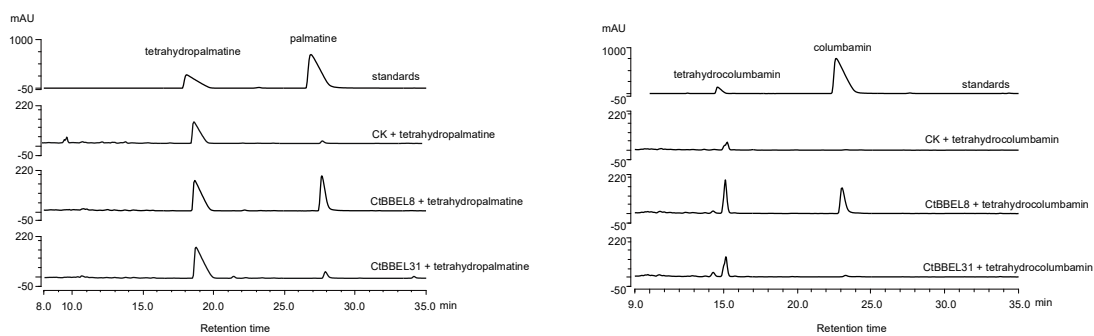 mAU
1000
-50
tetrahydropalmatine
palmatine
standards
220
-50
CK + tetrahydropalmatine
220
-50
CtBBEL8 + tetrahydropalmatine
220
-50
CtBBEL31 + tetrahydropalmatine
8.0 10.0 15.0 20.0 25.0 30.0 35.0 min
Retention time
mAU
1000
-50
tetrahydrocolumbamin
columbamin
standards
220
-50
CK + tetrahydrocolumbamin
220
-50
CtBBEL8 + tetrahydrocolumbamin
220
-50
CtBBEL31 + tetrahydrocolumbamin
9.0 15.0 20.0 25.0 30.0 35.0 min
Retention time